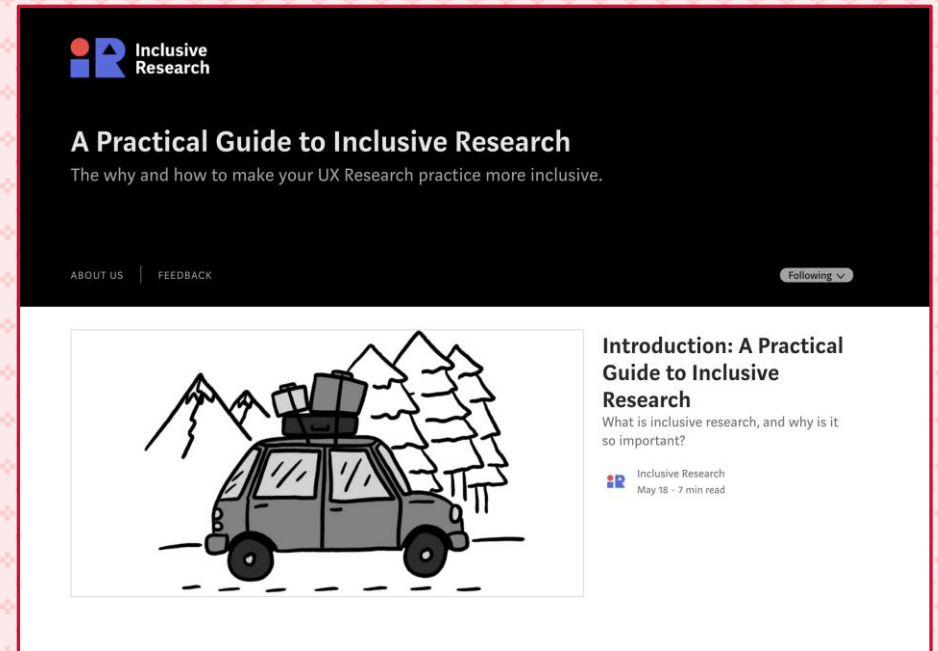 Inclusive
Research
A Practical Guide to Inclusive Research
The why and how to make your UX Research practice more inclusive.
ABOUT US
FEEDBACK
Following
Introduction: A Practical
Guide to Inclusive
Research
What is inclusive research, and why is it
so important?
Inclusive Research
May 18 · 7 min read